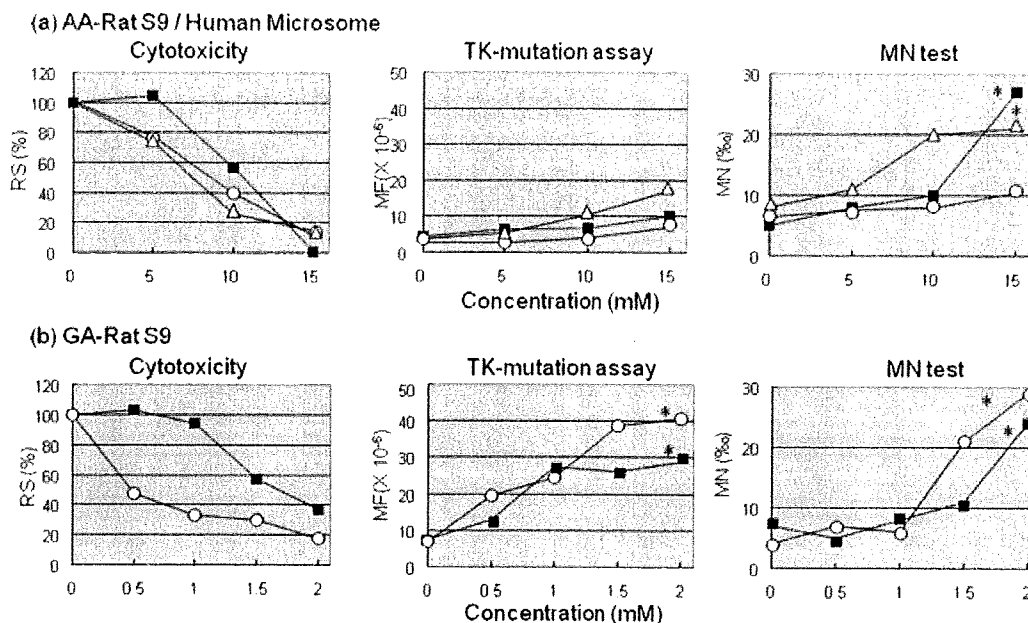 (a) AA-Rat S9 / Human Microsome
Cytotoxicity
TK-mutation assay
MN test
120
100
80
60
40
20
0
RS (%)
0 5 10 15
50
40
30
20
10
0
MF(X 10-6)
0 5 10 15
30
20
10
0
MN (‰)
* *
0 5 10 15
Concentration (mM)
(b) GA-Rat S9
Cytotoxicity
TK-mutation assay
MN test
120
100
80
60
40
20
0
RS (%)
0 0 5 1 1 5 2
50
40
30
20
10
0
MF(X 10-6)
* *
0 0 5 1 1 5 2
30
20
10
0
MN (‰)
* *
0 0 5 1 1 5 2
Concentration (mM)